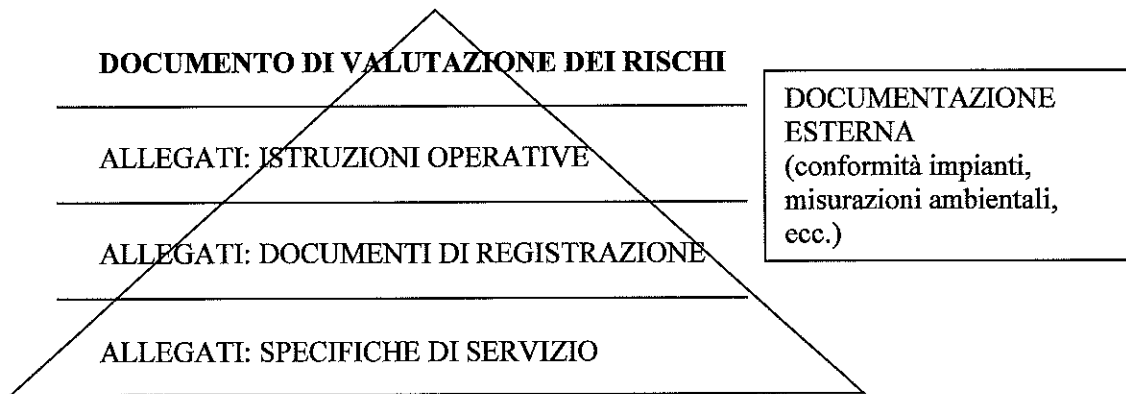 DOCUMENTO DI VALUTAZIONE DEI RISCHI
ALLEGATI: ISTRUZIONI OPERATIVE
ALLEGATI: DOCUMENTI DI REGISTRAZIONE
ALLEGATI: SPECIFICHE DI SERVIZIO
DOCUMENTAZIONE
ESTERNA
(conformità impianti,
misurazioni ambientali,
ecc.)